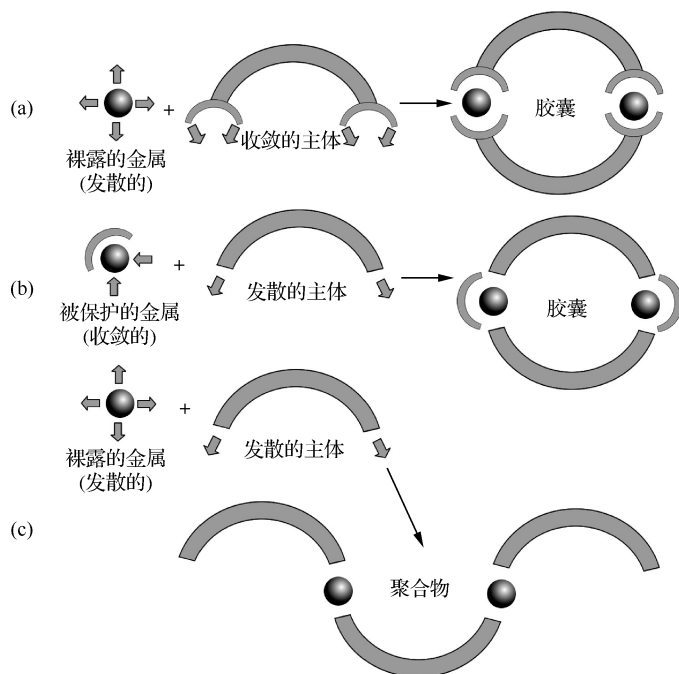 (a)
+
裸露的金属
(发散的)
收敛的主体
胶囊
(b)
+
被保护的金属
(收敛的)
发散的主体
胶囊
+
裸露的金属
(发散的)
发散的主体
(c)
聚合物